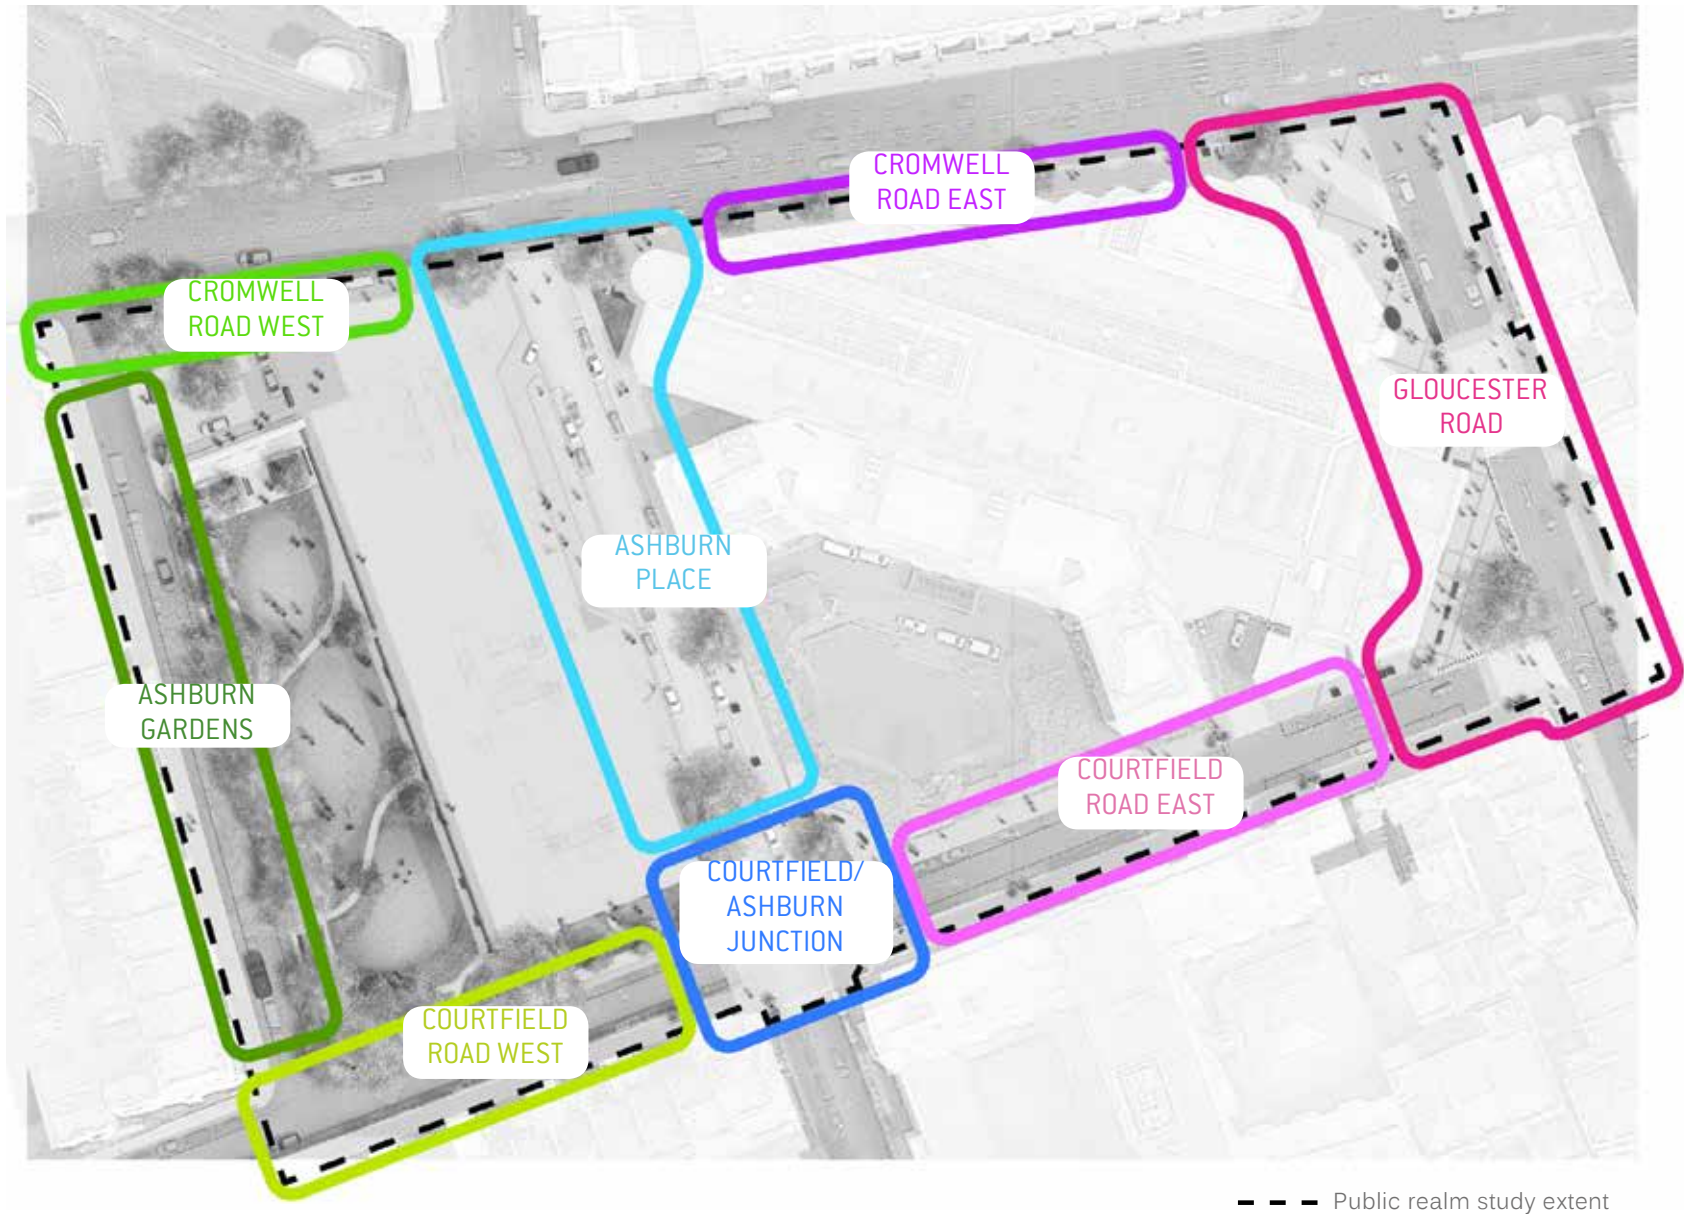 CROMWELL
ROAD EAST
CROMWELL
ROAD WEST
GLOUCESTER
ROAD
ASHBURN
PLACE
ASHBURN
GARDENS
COURTFIELD
ROAD EAST
COURTFIELD/
ASHBURN
JUNCTION
COURTFIELD
ROAD WEST
Public realm study extent